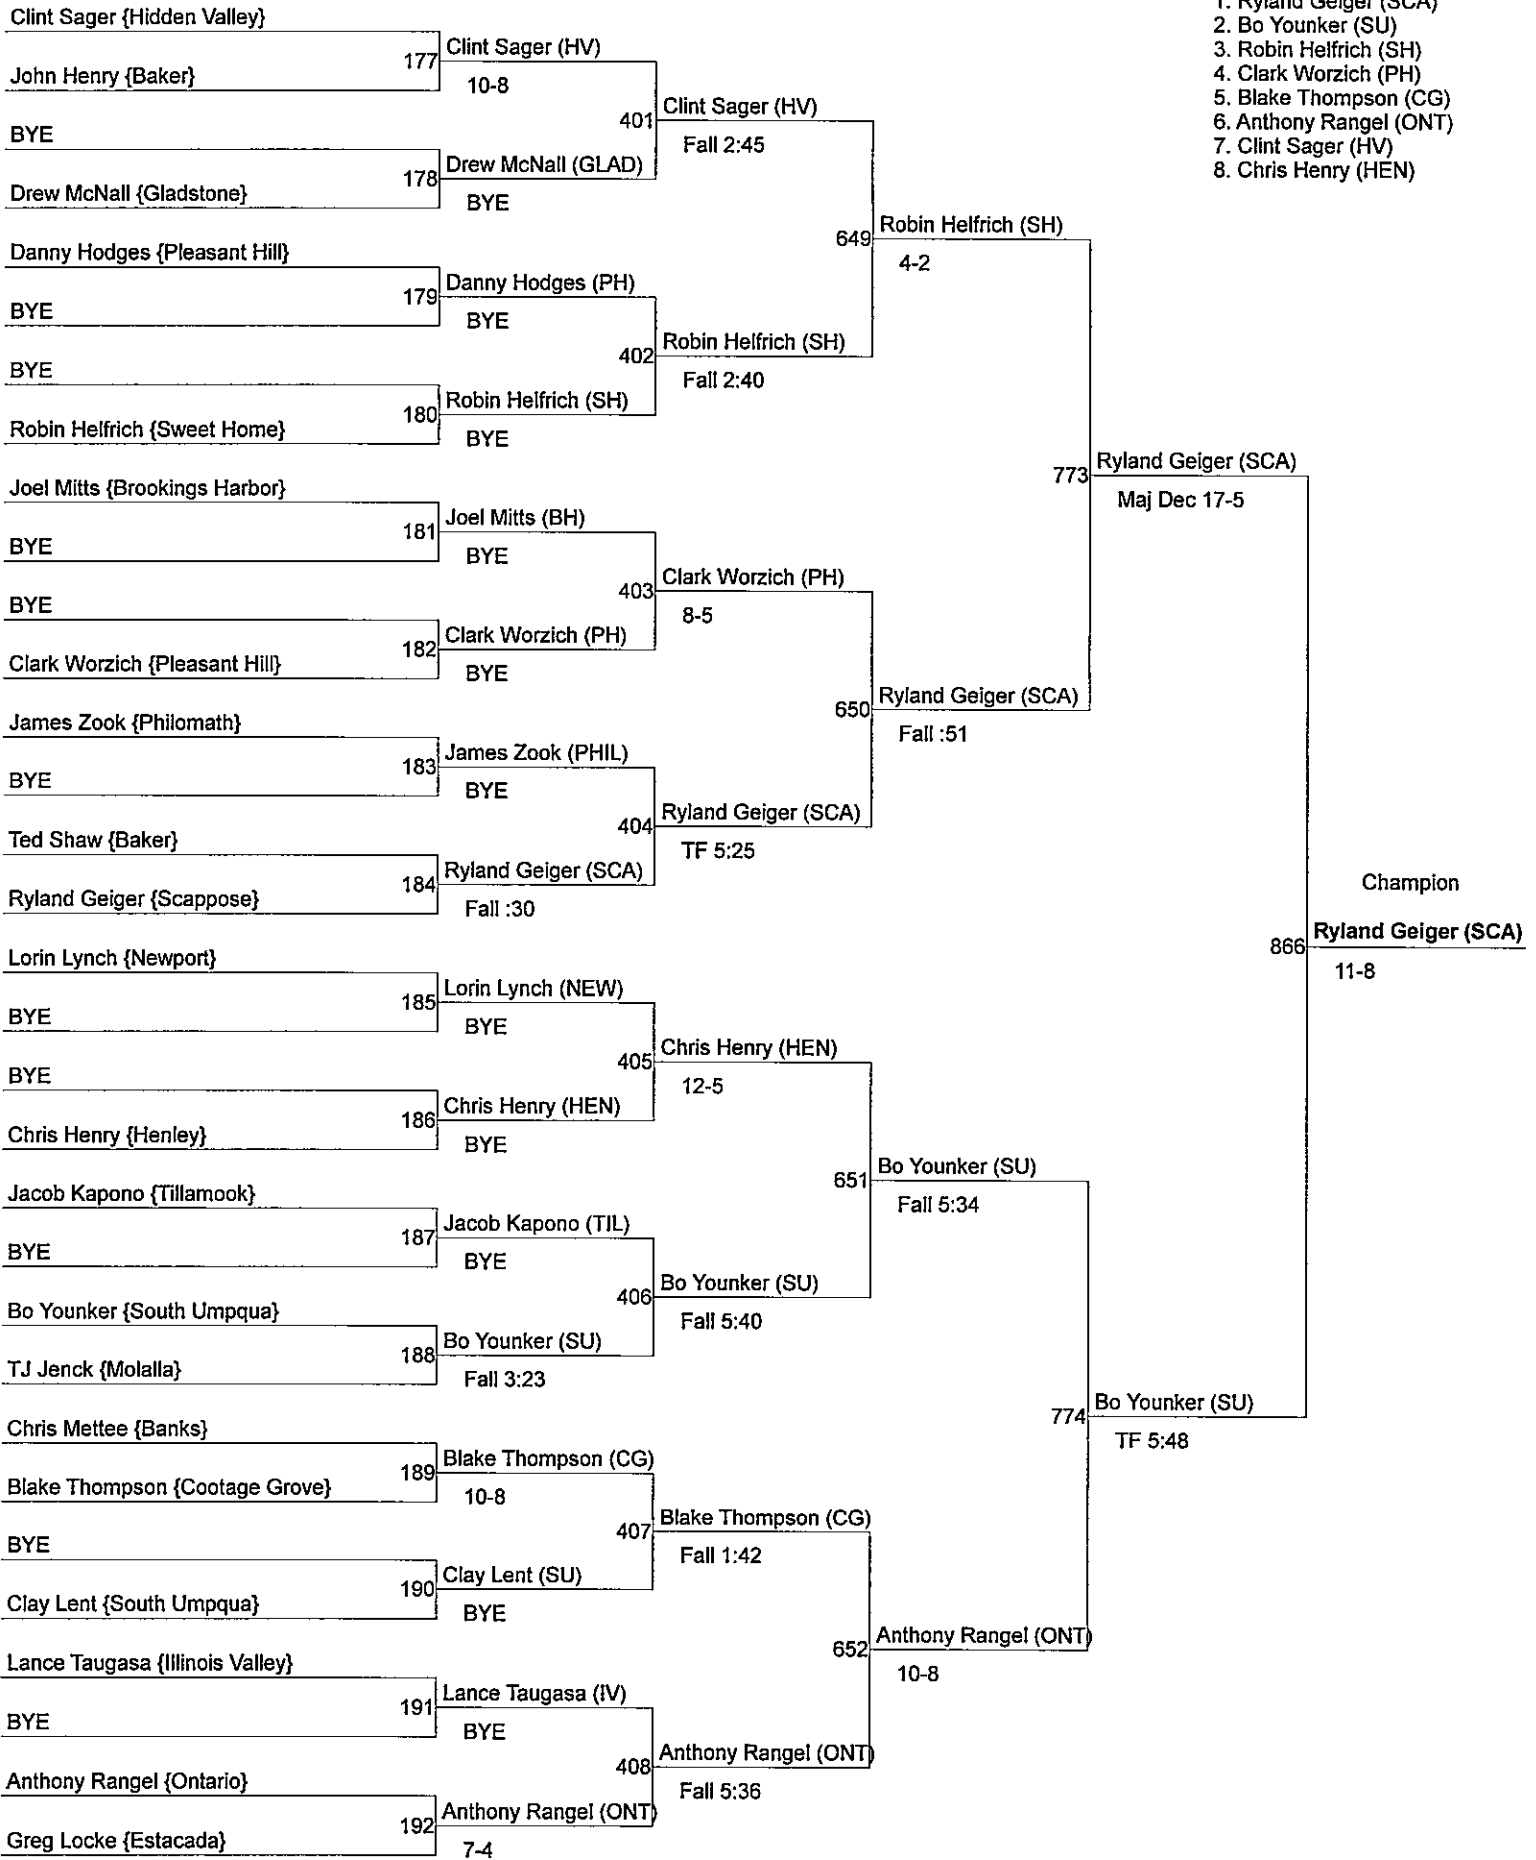 Clint Sager {Hidden Valley}
John Henry {Baker}
BYE
Drew McNall {Gladstone}
Danny Hodges {Pleasant Hill}
BYE
BYE
Robin Helfrich {Sweet Home}
Joel Mitts {Brookings Harbor}
BYE
BYE
Clark Worzich {Pleasant Hill}
James Zook {Philomath}
BYE
Ted Shaw {Baker}
Ryland Geiger {Scappose}
Lorin Lynch {Newport}
BYE
BYE
Chris Henry {Henley}
Jacob Kapono {Tillamook}
BYE
Bo Younker {South Umpqua}
TJ Jenck {Molalla}
Chris Mettee {Banks}
Blake Thompson {Cootage Grove}
BYE
Clay Lent {South Umpqua}
Lance Taugasa {Illinois Valley}
BYE
Anthony Rangel {Ontario}
Greg Locke {Estacada}
177 Clint Sager (HV)
10-8
178 Drew McNall (GLAD)
BYE
179 Danny Hodges (PH)
BYE
180 Robin Helfrich (SH)
BYE
181 Joel Mitts (BH)
BYE
182 Clark Worzich (PH)
BYE
183 James Zook (PHIL)
BYE
184 Ryland Geiger (SCA)
Fall :30
185 Lorin Lynch (NEW)
BYE
186 Chris Henry (HEN)
BYE
187 Jacob Kapono (TIL)
BYE
188 Bo Younker (SU)
Fall 3:23
189 Blake Thompson (CG)
10-8
190 Clay Lent (SU)
BYE
191 Lance Taugasa (IV)
BYE
192 Anthony Rangel (ONT)
7-4
401 Clint Sager (HV)
Fall 2:45
402 Robin Helfrich (SH)
Fall 2:40
403 Clark Worzich (PH)
8-5
404 Ryland Geiger (SCA)
TF 5:25
405 Chris Henry (HEN)
12-5
406 Bo Younker (SU)
Fall 5:40
407 Blake Thompson (CG)
Fall 1:42
408 Anthony Rangel (ONT)
Fall 5:36
649 Robin Helfrich (SH)
4-2
650 Ryland Geiger (SCA)
Fall :51
651 Bo Younker (SU)
Fall 5:34
652 Anthony Rangel (ONT)
10-8
773 Ryland Geiger (SCA)
Maj Dec 17-5
774 Bo Younker (SU)
TF 5:48
Champion
866 Ryland Geiger (SCA)
11-8
1. Ryland Geiger (SCA)
2. Bo Younker (SU)
3. Robin Helfrich (SH)
4. Clark Worzich (PH)
5. Blake Thompson (CG)
6. Anthony Rangel (ONT)
7. Clint Sager (HV)
8. Chris Henry (HEN)